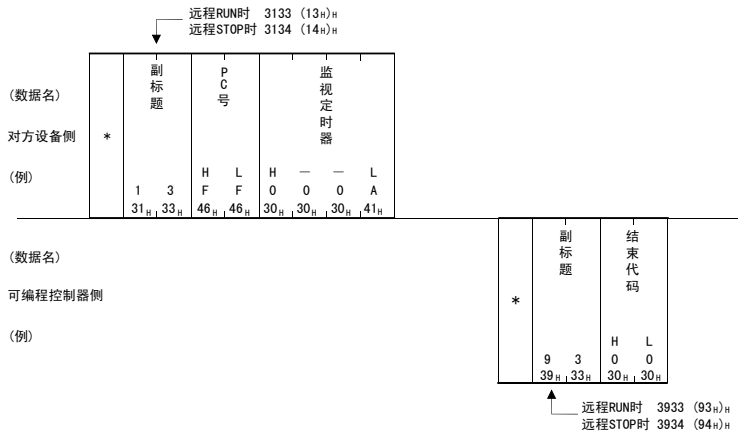 远程RUN时 3133 (13H)H
远程STOP时 3134 (14H)H
(数据名)
副标题
PC号
监视定时器
对方设备侧
*
(例)
H L H — — L
1 3 F F 0 0 0 A
31H 33H 46H 46H 30H 30H 30H 41H
(数据名)
副标题
结束代码
可编程控制器侧
*
(例)
H L
9 3 0 0
39H 33H 30H 30H
远程RUN时 3933 (93H)H
远程STOP时 3934 (94H)H